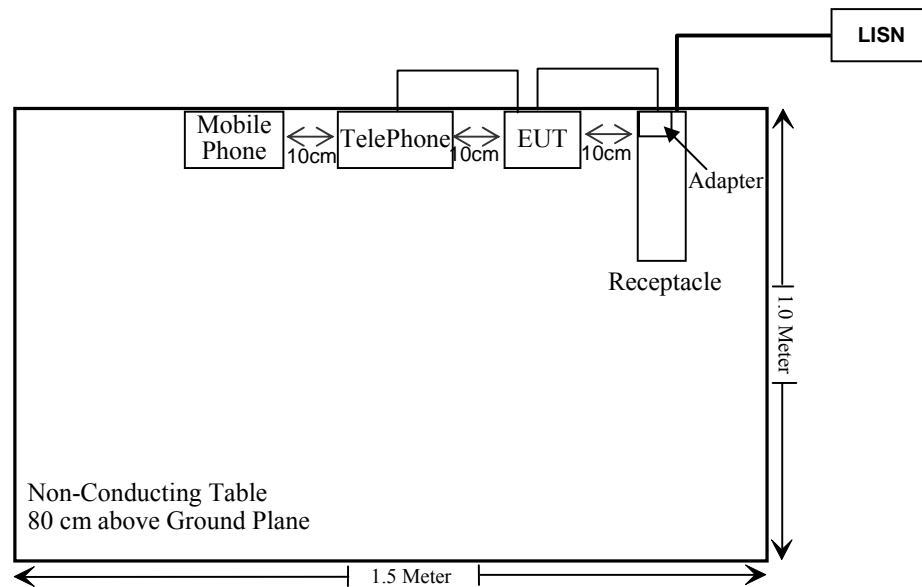 LISN
Mobile
Phone
10cm
TelePhone
10cm
EUT
10cm
Adapter
Receptacle
1.0 Meter
Non-Conducting Table
80 cm above Ground Plane
1.5 Meter